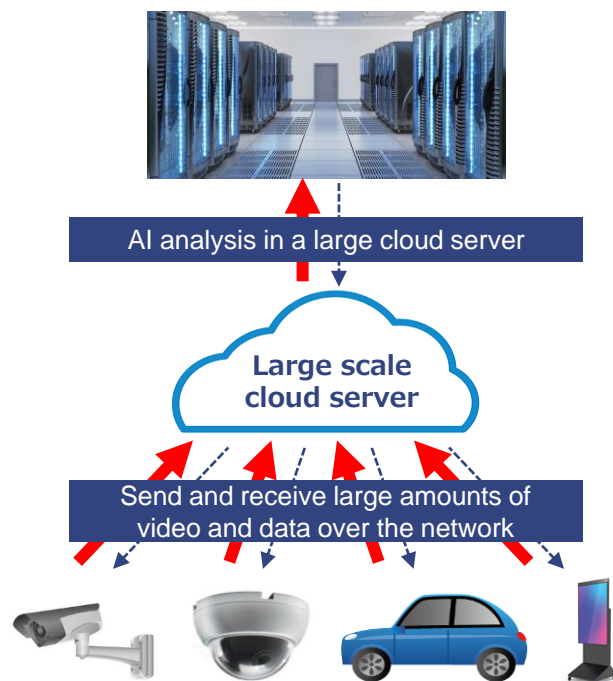 AI analysis in a large cloud server
Large scale
cloud server
Send and receive large amounts of
video and data over the network